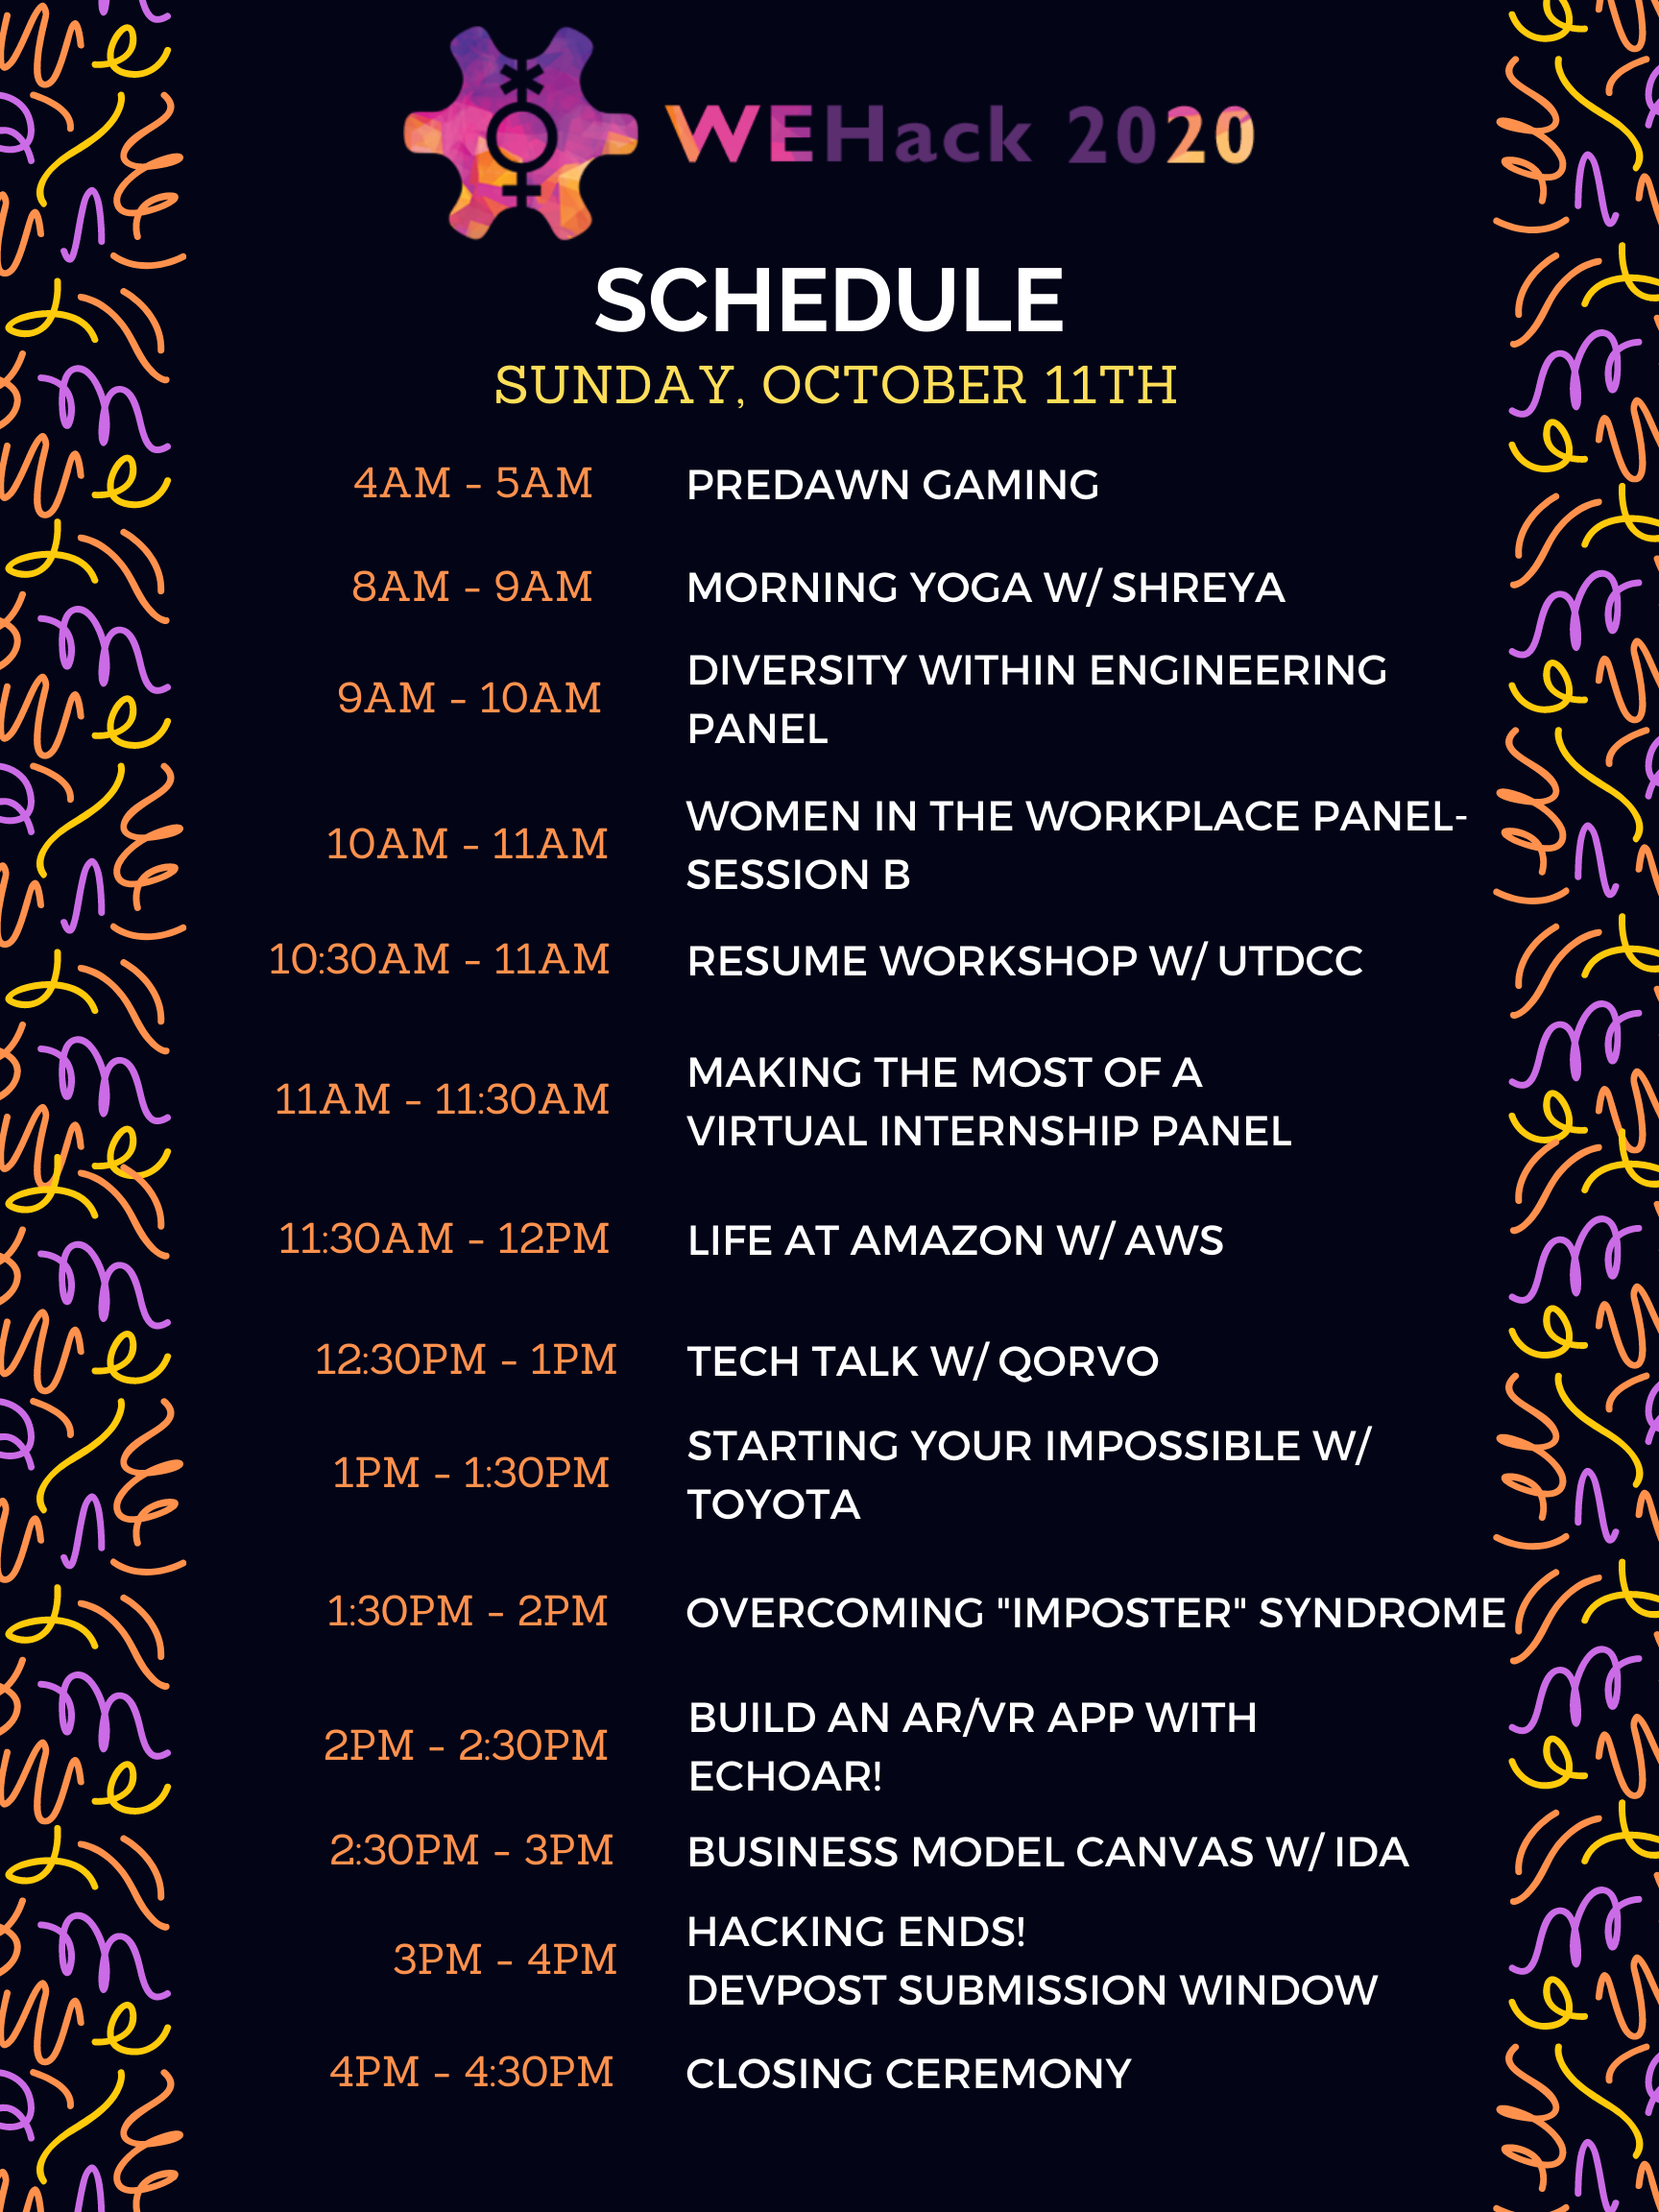 WEHack 2020
SCHEDULE
SUNDAY, OCTOBER 11TH
4AM - 5AM PREDAWN GAMING
8AM - 9AM MORNING YOGA W/ SHREYA
9AM - 10AM DIVERSITY WITHIN ENGINEERING
PANEL
10AM - 11AM WOMEN IN THE WORKPLACE PANEL-
SESSION B
10:30AM - 11AM RESUME WORKSHOP W/ UTDCC
11AM - 11:30AM MAKING THE MOST OF A
VIRTUAL INTERNSHIP PANEL
11:30AM - 12PM LIFE AT AMAZON W/ AWS
12:30PM - 1PM TECH TALK W/ QORVO
1PM - 1:30PM STARTING YOUR IMPOSSIBLE W/
TOYOTA
1:30PM - 2PM OVERCOMING "IMPOSTER" SYNDROME
2PM - 2:30PM BUILD AN AR/VR APP WITH
ECHOAR!
2:30PM - 3PM BUSINESS MODEL CANVAS W/ IDA
3PM - 4PM HACKING ENDS!
DEVPOST SUBMISSION WINDOW
4PM - 4:30PM CLOSING CEREMONY